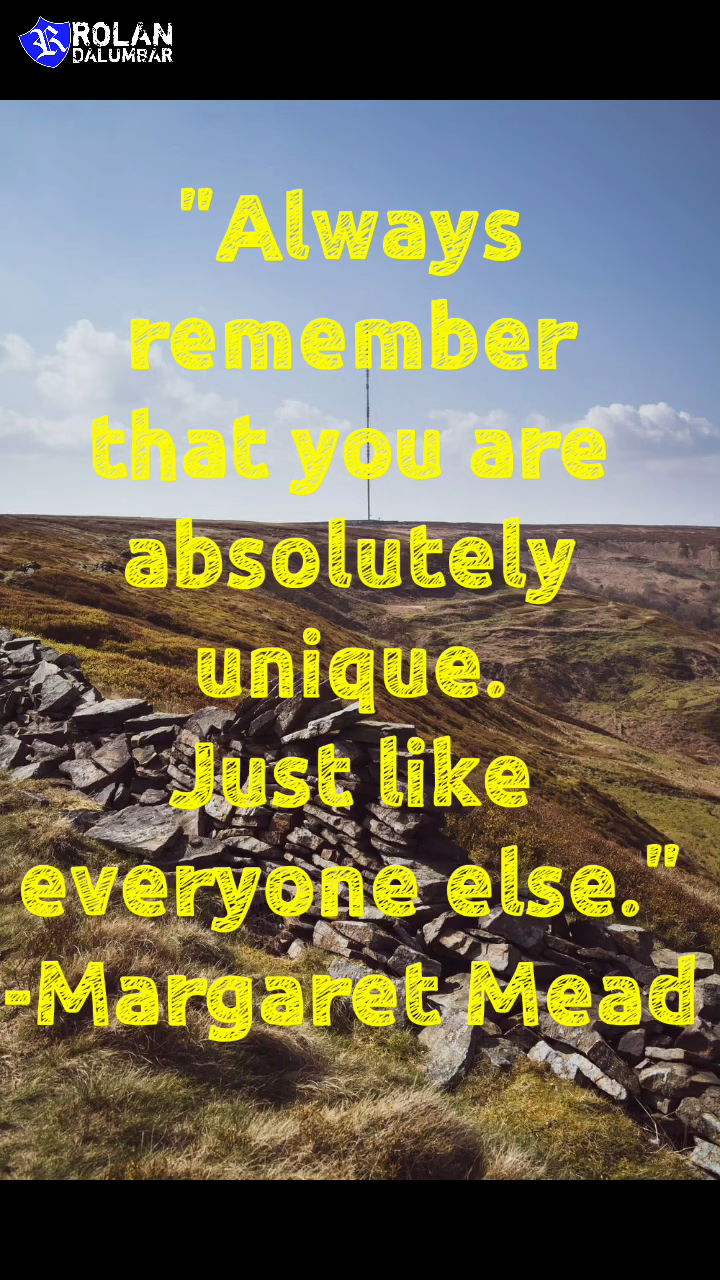 ROLAN
DALUMBAR
"Always
remember
that you are
absolutely
unique.
Just like
everyone else."
-Margaret Mead